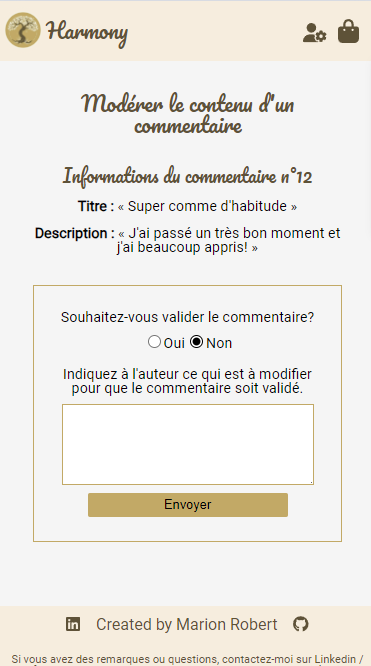 Harmony
Modérer le contenu d'un
commentaire
Informations du commentaire n°12
Titre : « Super comme d'habitude »
Description : « J'ai passé un très bon moment et
j'ai beaucoup appris! »
Souhaitez-vous valider le commentaire?
Oui Non
Indiquez à l'auteur ce qui est à modifier
pour que le commentaire soit validé.
Envoyer
Created by Marion Robert
Si vous avez des remarques ou questions, contactez-moi sur Linkedin /